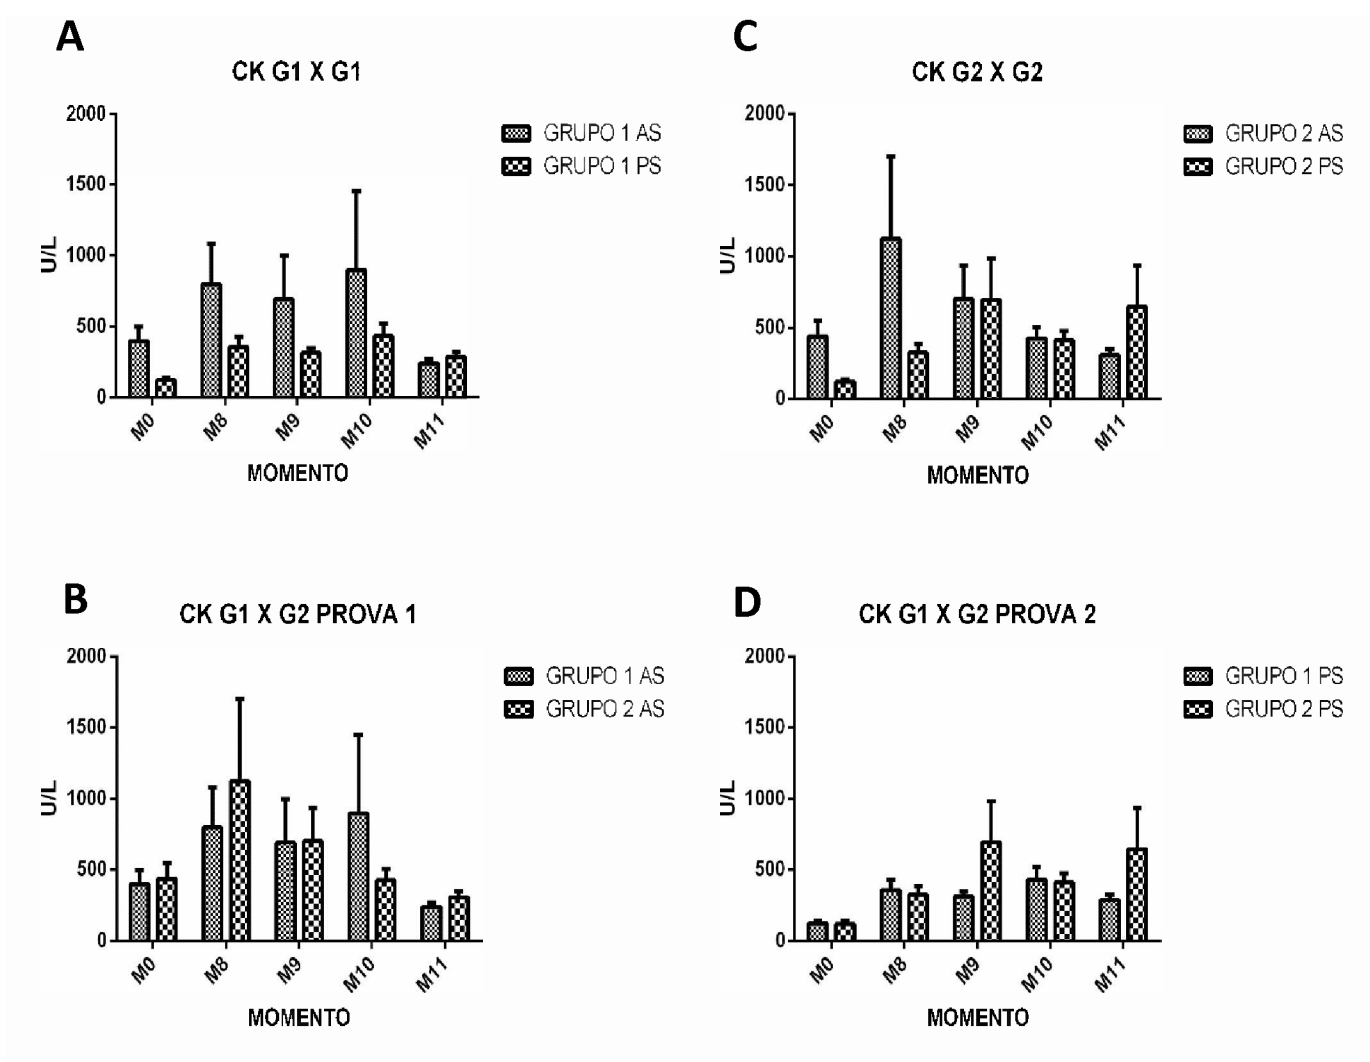 A
CK G1 X G1
2000
1500
1000
500
0
U/L
M0
M8
M9
M10
M11
MOMENTO
GRUPO 1 AS
GRUPO 1 PS
C
CK G2 X G2
2000
1500
1000
500
0
U/L
M0
M8
M9
M10
M11
MOMENTO
GRUPO 2 AS
GRUPO 2 PS
B
CK G1 X G2 PROVA 1
2000
1500
1000
500
0
U/L
M0
M8
M9
M10
M11
MOMENTO
GRUPO 1 AS
GRUPO 2 AS
D
CK G1 X G2 PROVA 2
2000
1500
1000
500
0
U/L
M0
M8
M9
M10
M11
MOMENTO
GRUPO 1 PS
GRUPO 2 PS